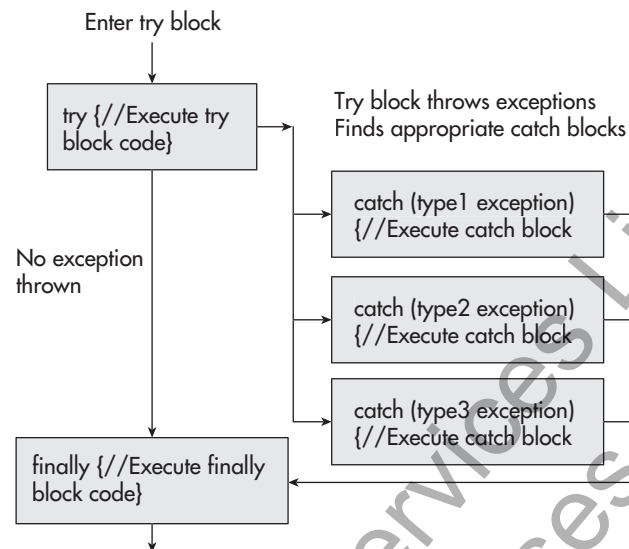 Enter try block
try {//Execute try
block code}
Try block throws exceptions
Finds appropriate catch blocks
catch (type1 exception)
{//Execute catch block
No exception
thrown
catch (type2 exception)
{//Execute catch block
catch (type3 exception)
{//Execute catch block
finally {//Execute finally
block code}